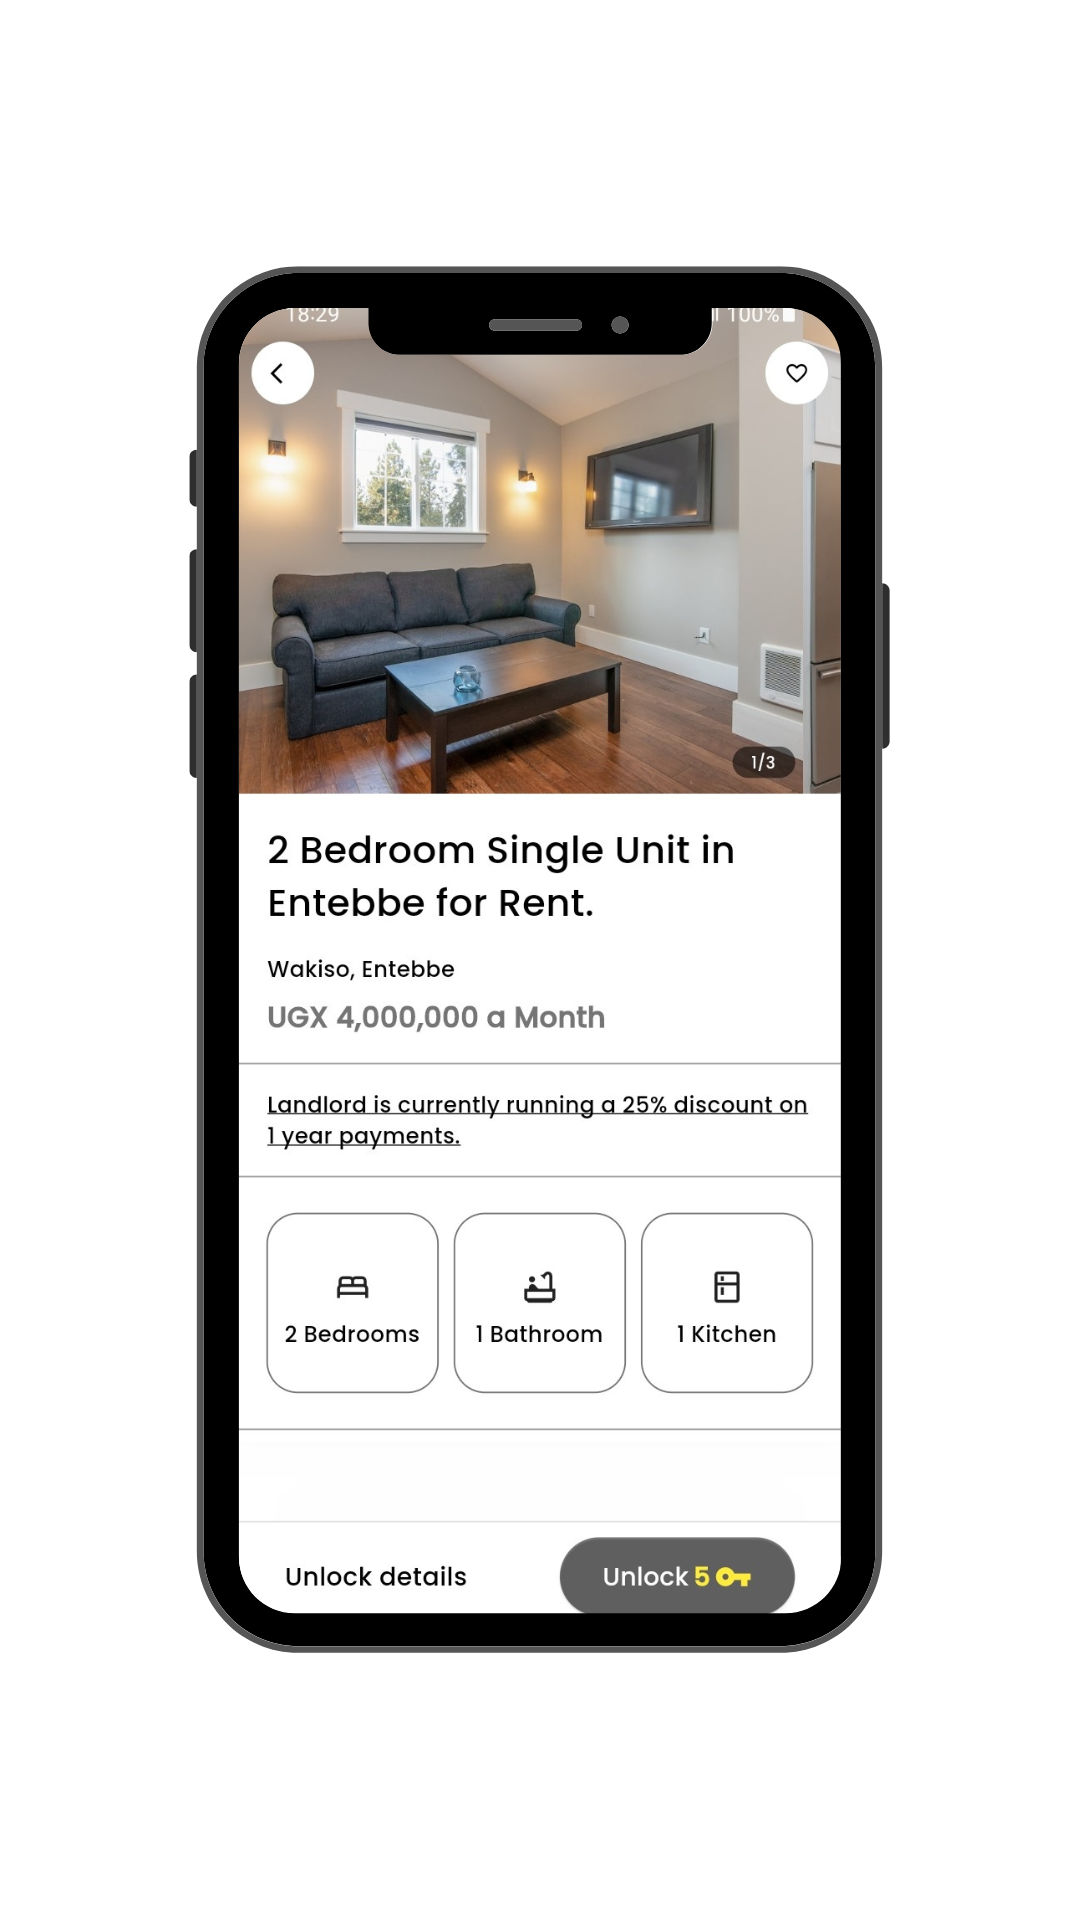 18:29
100%
1/3
2 Bedroom Single Unit in
Entebbe for Rent.
Wakiso, Entebbe
UGX 4,000,000 a Month
Landlord is currently running a 25% discount on
1 year payments.
2 Bedrooms
1 Bathroom
1 Kitchen
Unlock details
Unlock 5